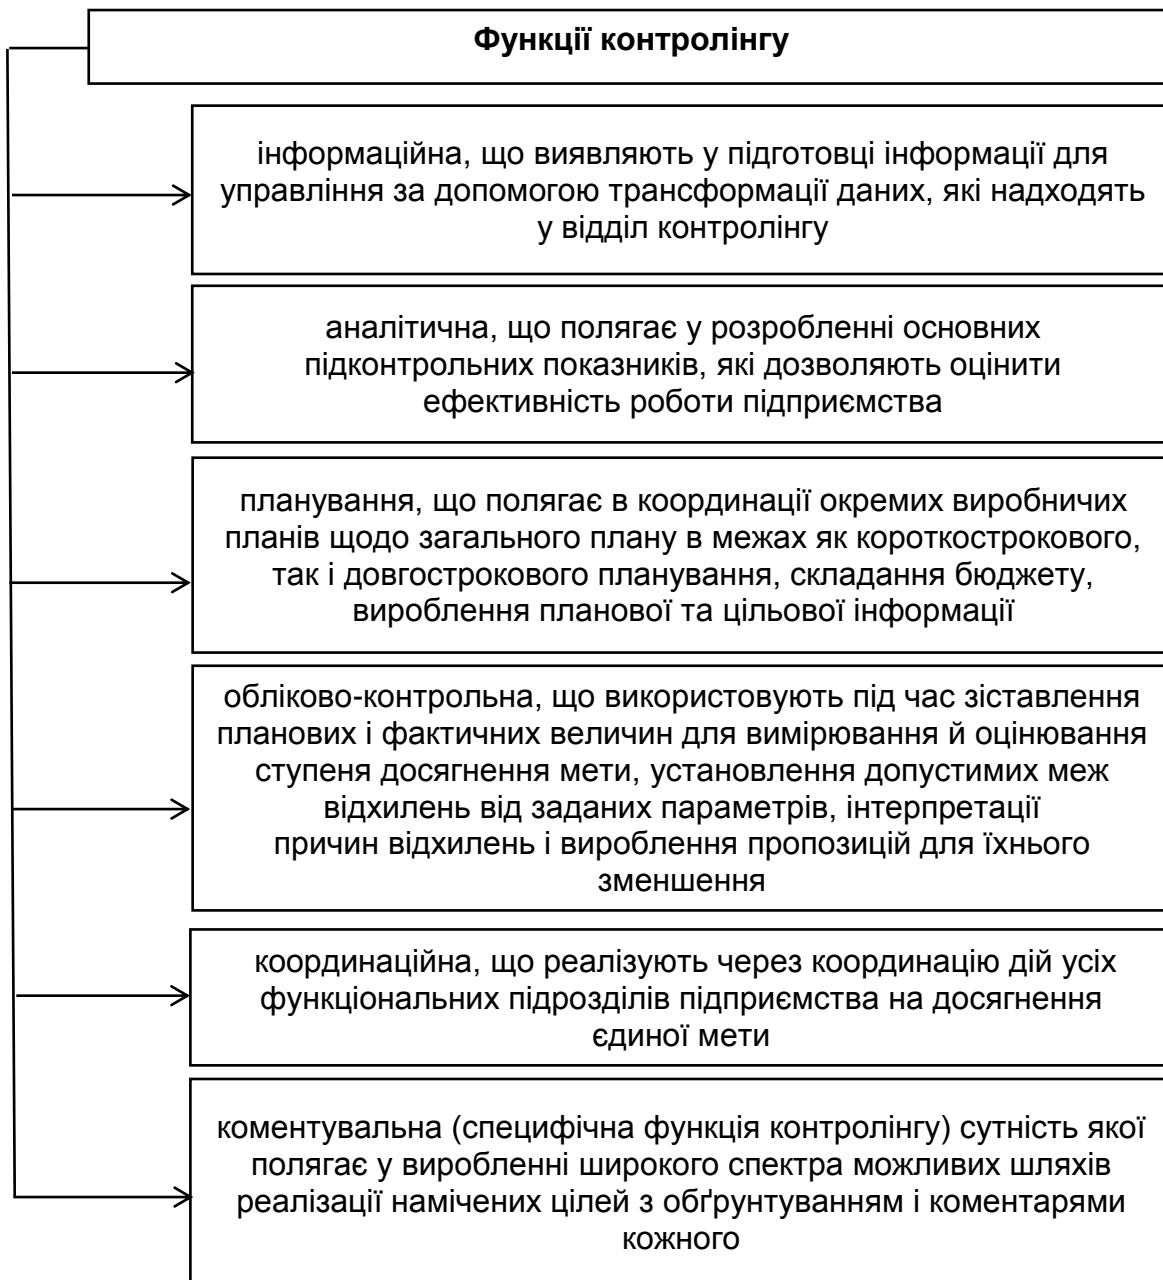 Функції контролінгу
інформаційна, що виявляють у підготовці інформації для
управління за допомогою трансформації даних, які надходять
у відділ контролінгу
аналітична, що полягає у розробленні основних
підконтрольних показників, які дозволяють оцінити
ефективність роботи підприємства
планування, що полягає в координації окремих виробничих
планів щодо загального плану в межах як короткострокового,
так і довгострокового планування, складання бюджету,
вироблення планової та цільової інформації
обліково-контрольна, що використовують під час зіставлення
планових і фактичних величин для вимірювання й оцінювання
ступеня досягнення мети, установлення допустимих меж
відхилень від заданих параметрів, інтерпретації
причин відхилень і вироблення пропозицій для їхнього
зменшення
координаційна, що реалізують через координацію дій усіх
функціональних підрозділів підприємства на досягнення
єдиної мети
коментувальна (специфічна функція контролінгу) сутність якої
полягає у виробленні широкого спектра можливих шляхів
реалізації намічених цілей з обґрунтуванням і коментарями
кожного